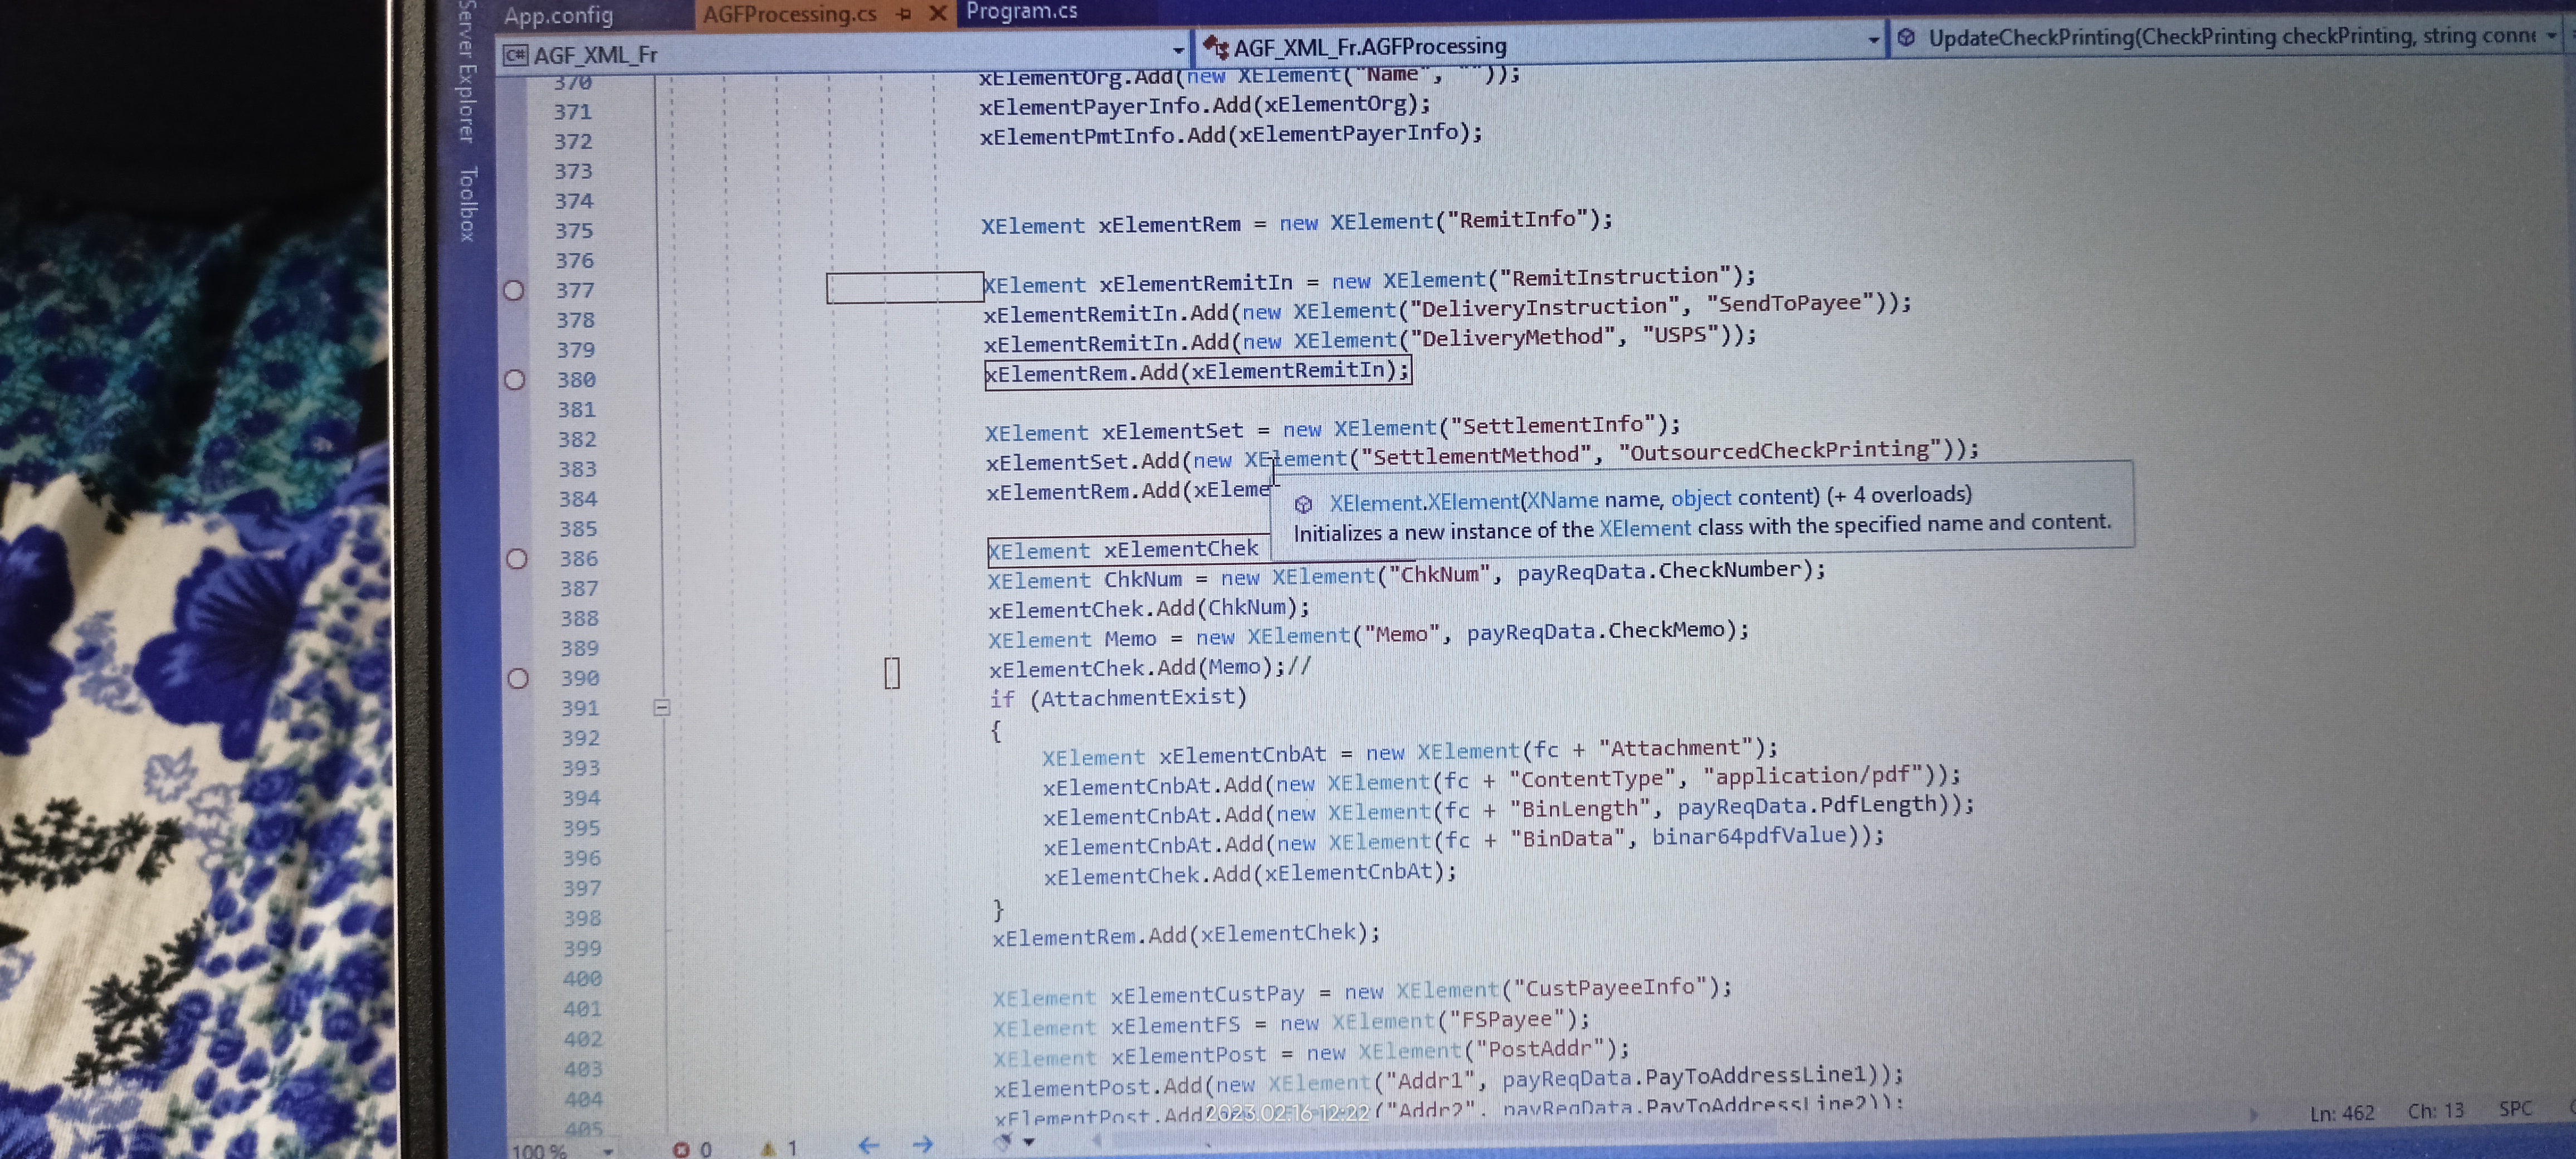 Server Explorer
Toolbox
App.config
AGFProcessing.cs
Program.cs
C# AGF_XML_Fr
AGF_XML_Fr.AGFProcessing
UpdateCheckPrinting(CheckPrinting checkPrinting, string conne
370 xElementOrg.Add(new XElement("Name", ""));
371 xElementPayerInfo.Add(xElementOrg);
372 xElementPmtInfo.Add(xElementPayerInfo);
373
374
375 XElement xElementRem = new XElement("RemitInfo");
376
377 XElement xElementRemitIn = new XElement("RemitInstruction");
378 xElementRemitIn.Add(new XElement("DeliveryInstruction", "SendToPayee"));
379 xElementRemitIn.Add(new XElement("DeliveryMethod", "USPS"));
380 xElementRem.Add(xElementRemitIn);
381
382 XElement xElementSet = new XElement("SettlementInfo");
383 xElementSet.Add(new XElement("SettlementMethod", "OutsourcedCheckPrinting"));
384 xElementRem.Add(xEleme
XElement.XElement(XName name, object content) (+ 4 overloads)
Initializes a new instance of the XElement class with the specified name and content.
385
386 XElement xElementChek
387 XElement ChkNum = new XElement("ChkNum", payReqData.CheckNumber);
388 xElementChek.Add(ChkNum);
389 XElement Memo = new XElement("Memo", payReqData.CheckMemo);
390 xElementChek.Add(Memo);//
391 if (AttachmentExist)
392 {
393 XElement xElementCnbAt = new XElement(fc + "Attachment");
394 xElementCnbAt.Add(new XElement(fc + "ContentType", "application/pdf"));
395 xElementCnbAt.Add(new XElement(fc + "BinLength", payReqData.PdfLength));
396 xElementCnbAt.Add(new XElement(fc + "BinData", binar64pdfValue));
397 xElementChek.Add(xElementCnbAt);
398 }
399 xElementRem.Add(xElementChek);
400
401 XElement xElementCustPay = new XElement("CustPayeeInfo");
402 XElement xElementFS = new XElement("FSPayee");
403 XElement xElementPost = new XElement("PostAddr");
404 xElementPost.Add(new XElement("Addr1", payReqData.PayToAddressLine1));
405 xElementPost.Add ("Addr2", payReqData.PayToAddressLine2));
2023.02.16 12:22
100 %
0
1
Ln: 462 Ch: 13 SPC